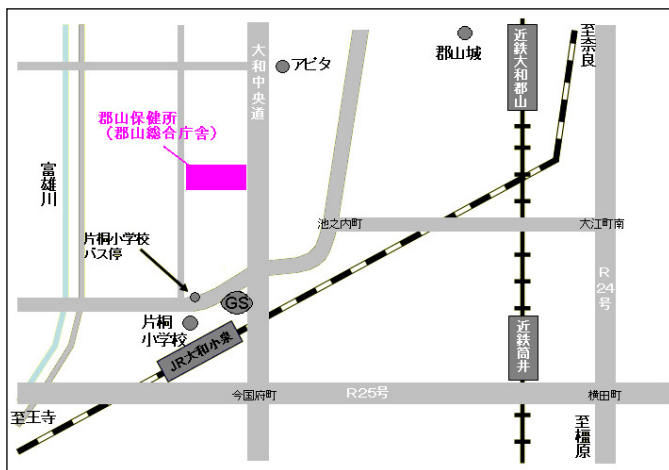 至奈良
大和中央道
アピタ
郡山城
近鉄大和郡山
郡山保健所
（郡山総合庁舎）
富雄川
池之内町
大江町南
片桐小学校
バス停
R24号
GS
片桐
小学校
JR大和小泉
近鉄筒井
今国府町
R25号
横田町
至王寺
至橿原